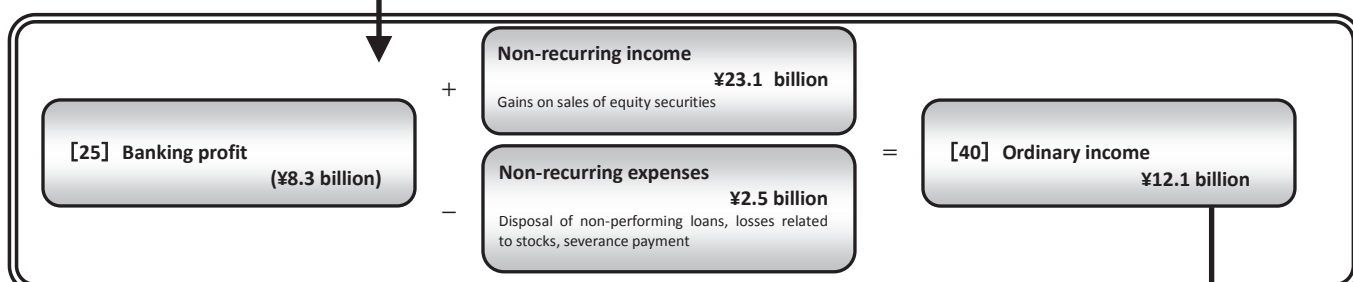 [25] Banking profit
(¥8.3 billion)
+
Non-recurring income
¥23.1 billion
Gains on sales of equity securities
−
Non-recurring expenses
¥2.5 billion
Disposal of non-performing loans, losses related
to stocks, severance payment
=
[40] Ordinary income
¥12.1 billion